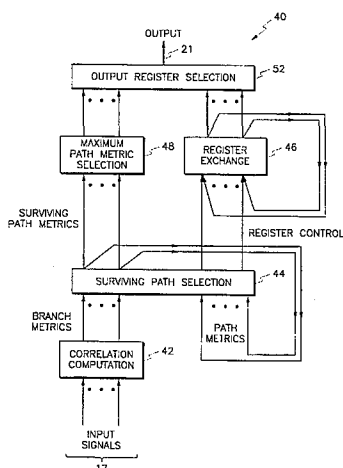 OUTPUT
40
21
OUTPUT REGISTER SELECTION
52
MAXIMUM
PATH METRIC
SELECTION
48
REGISTER
EXCHANGE
46
SURVIVING
PATH METRICS
REGISTER CONTROL
SURVIVING PATH SELECTION
44
BRANCH
METRICS
PATH
METRICS
CORRELATION
COMPUTATION
42
INPUT
SIGNALS
17